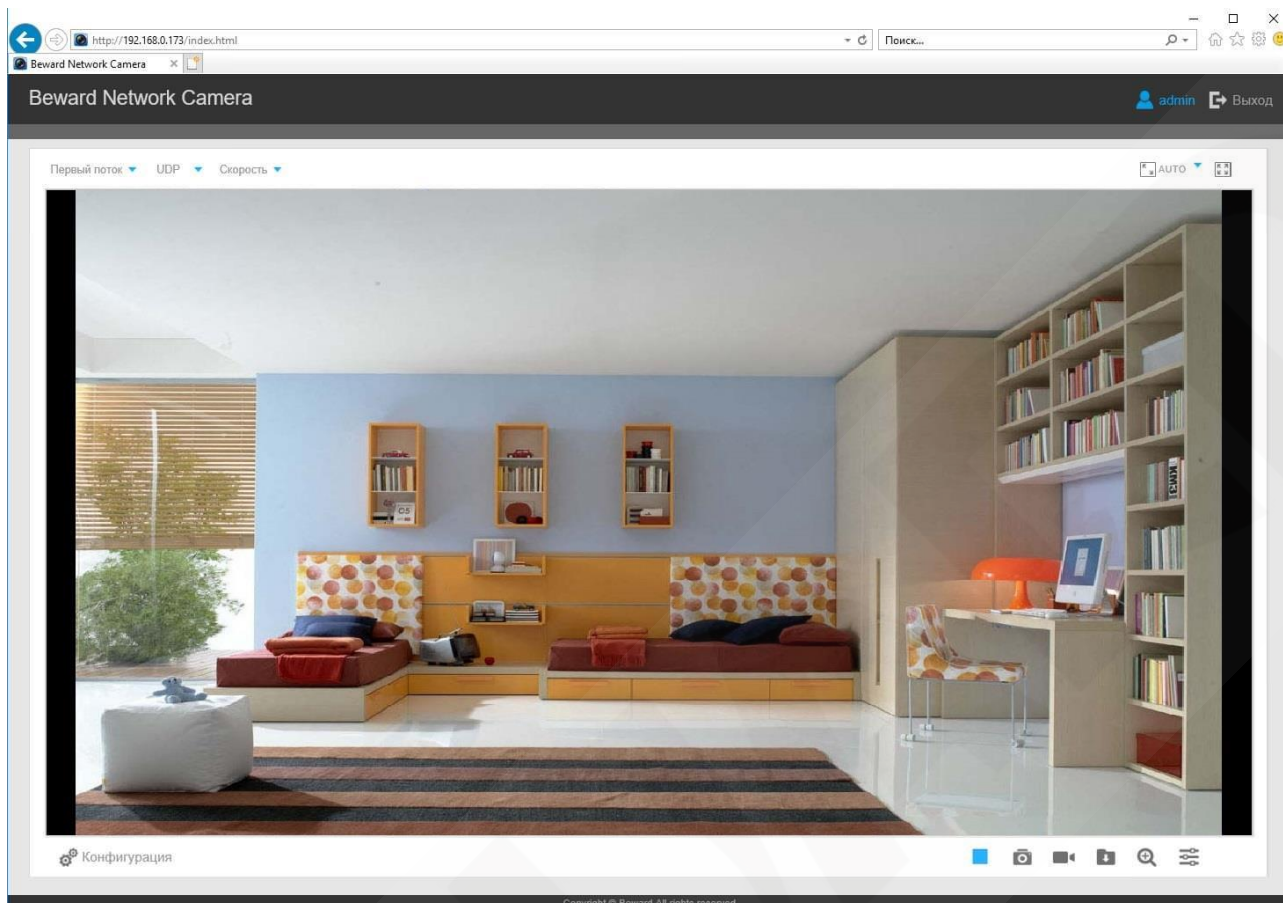 http://192.168.0.173/index.html
Поиск...
Beward Network Camera
Beward Network Camera
admin
Выход
Первый поток
UDP
Скорость
AUTO
Конфигурация
Copyright © Beward All rights reserved